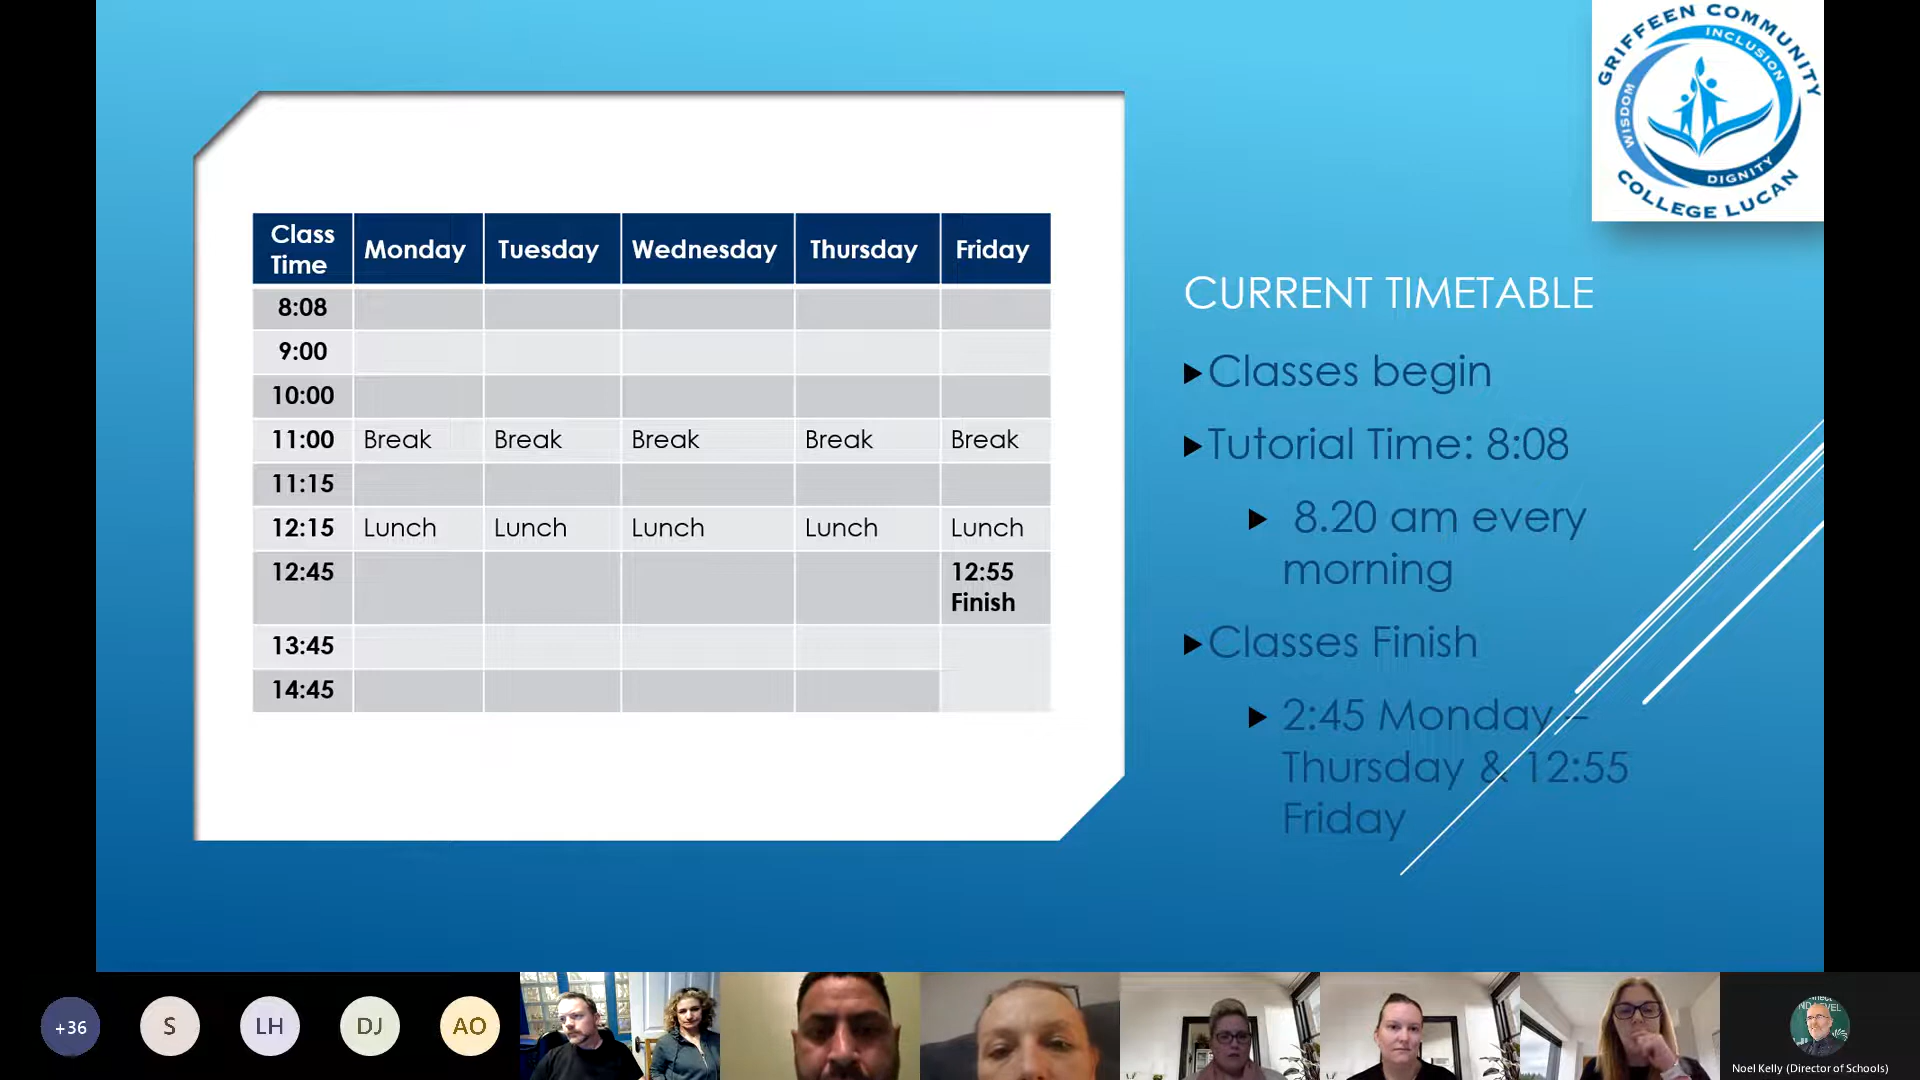 GRIFFEEN COMMUNITY
INCLUSION
WISDOM
DIGNITY
COLLEGE LUCAN
Class Time Monday Tuesday Wednesday Thursday Friday
8:08
9:00
10:00
11:00 Break Break Break Break Break
11:15
12:15 Lunch Lunch Lunch Lunch Lunch
12:45 12:55 Finish
13:45
14:45
CURRENT TIMETABLE
Classes begin
Tutorial Time: 8:08
8.20 am every
morning
Classes Finish
2:45 Monday –
Thursday & 12:55
Friday
+36 S LH DJ AO
Noel Kelly (Director of Schools)